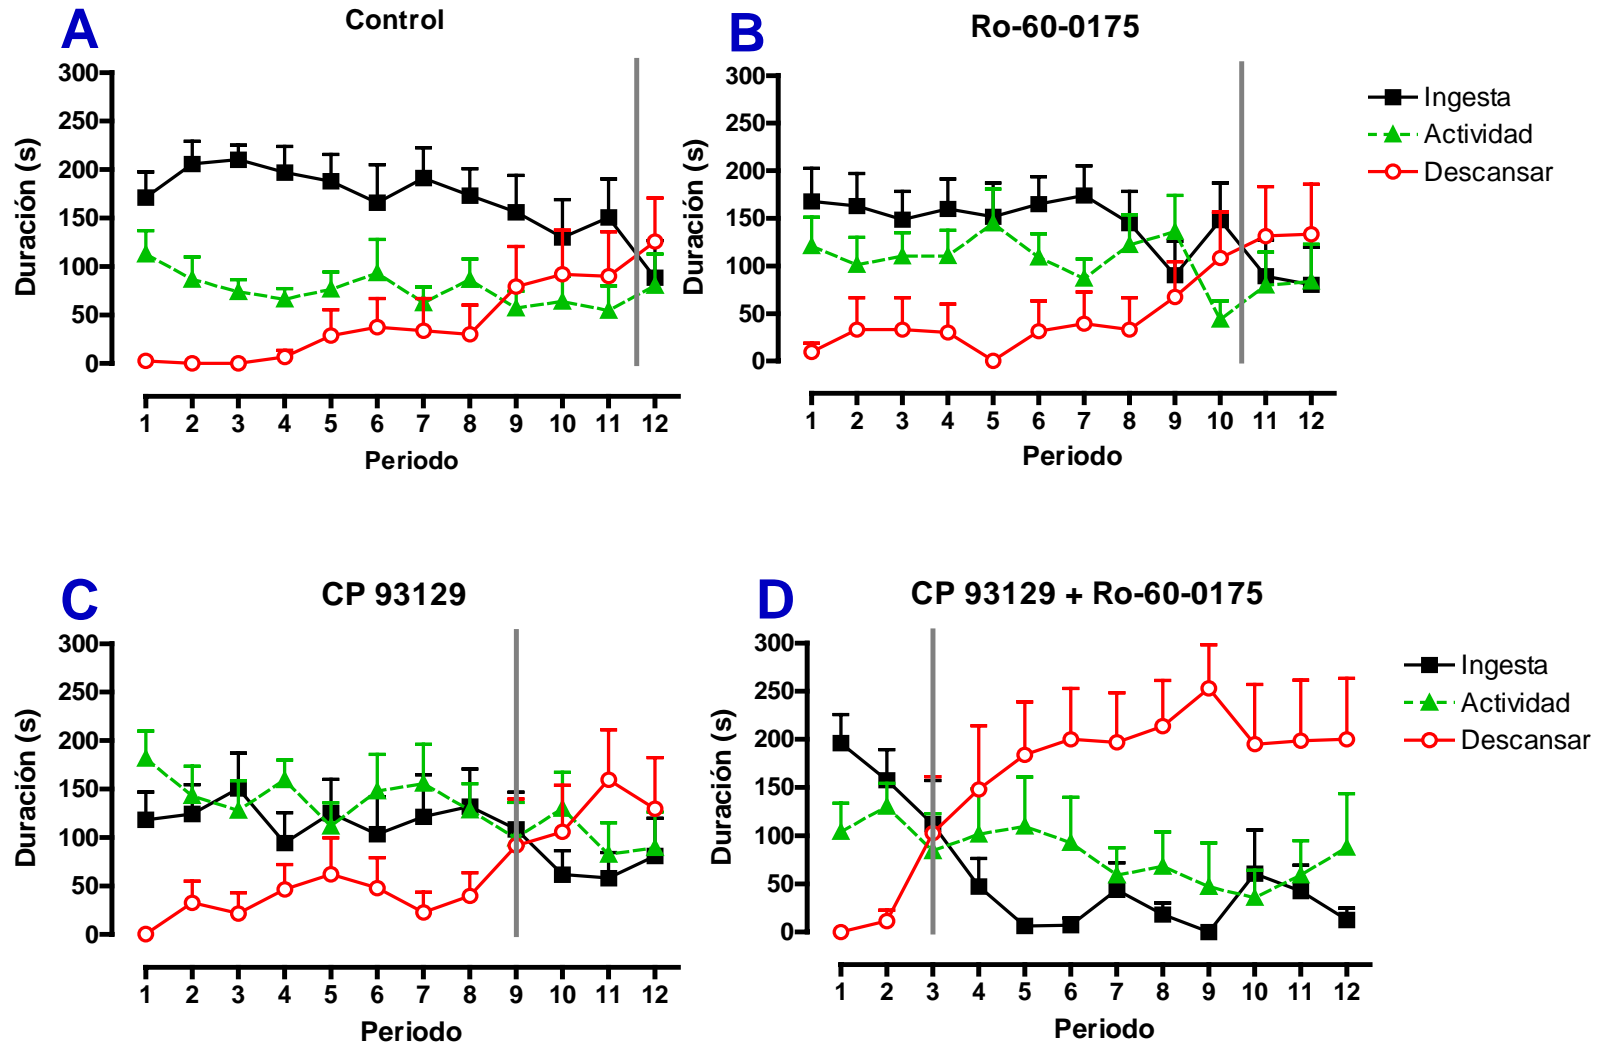 A
Control
300
250
200
150
100
50
0
Duración (s)
1 2 3 4 5 6 7 8 9 10 11 12
Periodo
B
Ro-60-0175
300
250
200
150
100
50
0
Duración (s)
1 2 3 4 5 6 7 8 9 10 11 12
Periodo
Ingesta
Actividad
Descansar
C
CP 93129
300
250
200
150
100
50
0
Duración (s)
1 2 3 4 5 6 7 8 9 10 11 12
Periodo
D
CP 93129 + Ro-60-0175
300
250
200
150
100
50
0
Duración (s)
1 2 3 4 5 6 7 8 9 10 11 12
Periodo
Ingesta
Actividad
Descansar